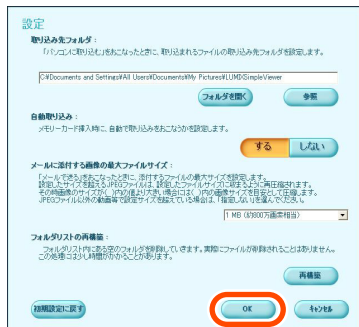 設定
取り込み先フォルダ：
「パソコンに取り込む」をおこなったときに、取り込まれるファイルの取り込み先フォルダを設定します。
C¥Documents and Settings¥All Users¥Documents¥My Pictures¥LUMIXSimpleViewer
フォルダを開く 参照
自動取り込み：
メモリーカード挿入時に、自動で取り込みをおこなうかを設定します。
する しない
メールに添付する画像の最大ファイルサイズ：
「メールで送る」をおこなったときに、添付するファイルの最大サイズを設定します。
設定したサイズを超えるJPEGファイルは、設定したファイルサイズに収まるように再圧縮されます。
その時画像のサイズが( )内の値より大きい場合には( )内の画像サイズを目安として圧縮します。
JPEGファイル以外の動画等で設定サイズを超えている場合は、「指定しない」を選んでください。
1 MB (約800万画素相当)
フォルダリストの再構築：
フォルダリスト内にある空のフォルダを削除していきます。実際にファイルが削除されることはありません。
この処理には少し時間がかかることがあります。
再構築
初期設定に戻す OK キャンセル